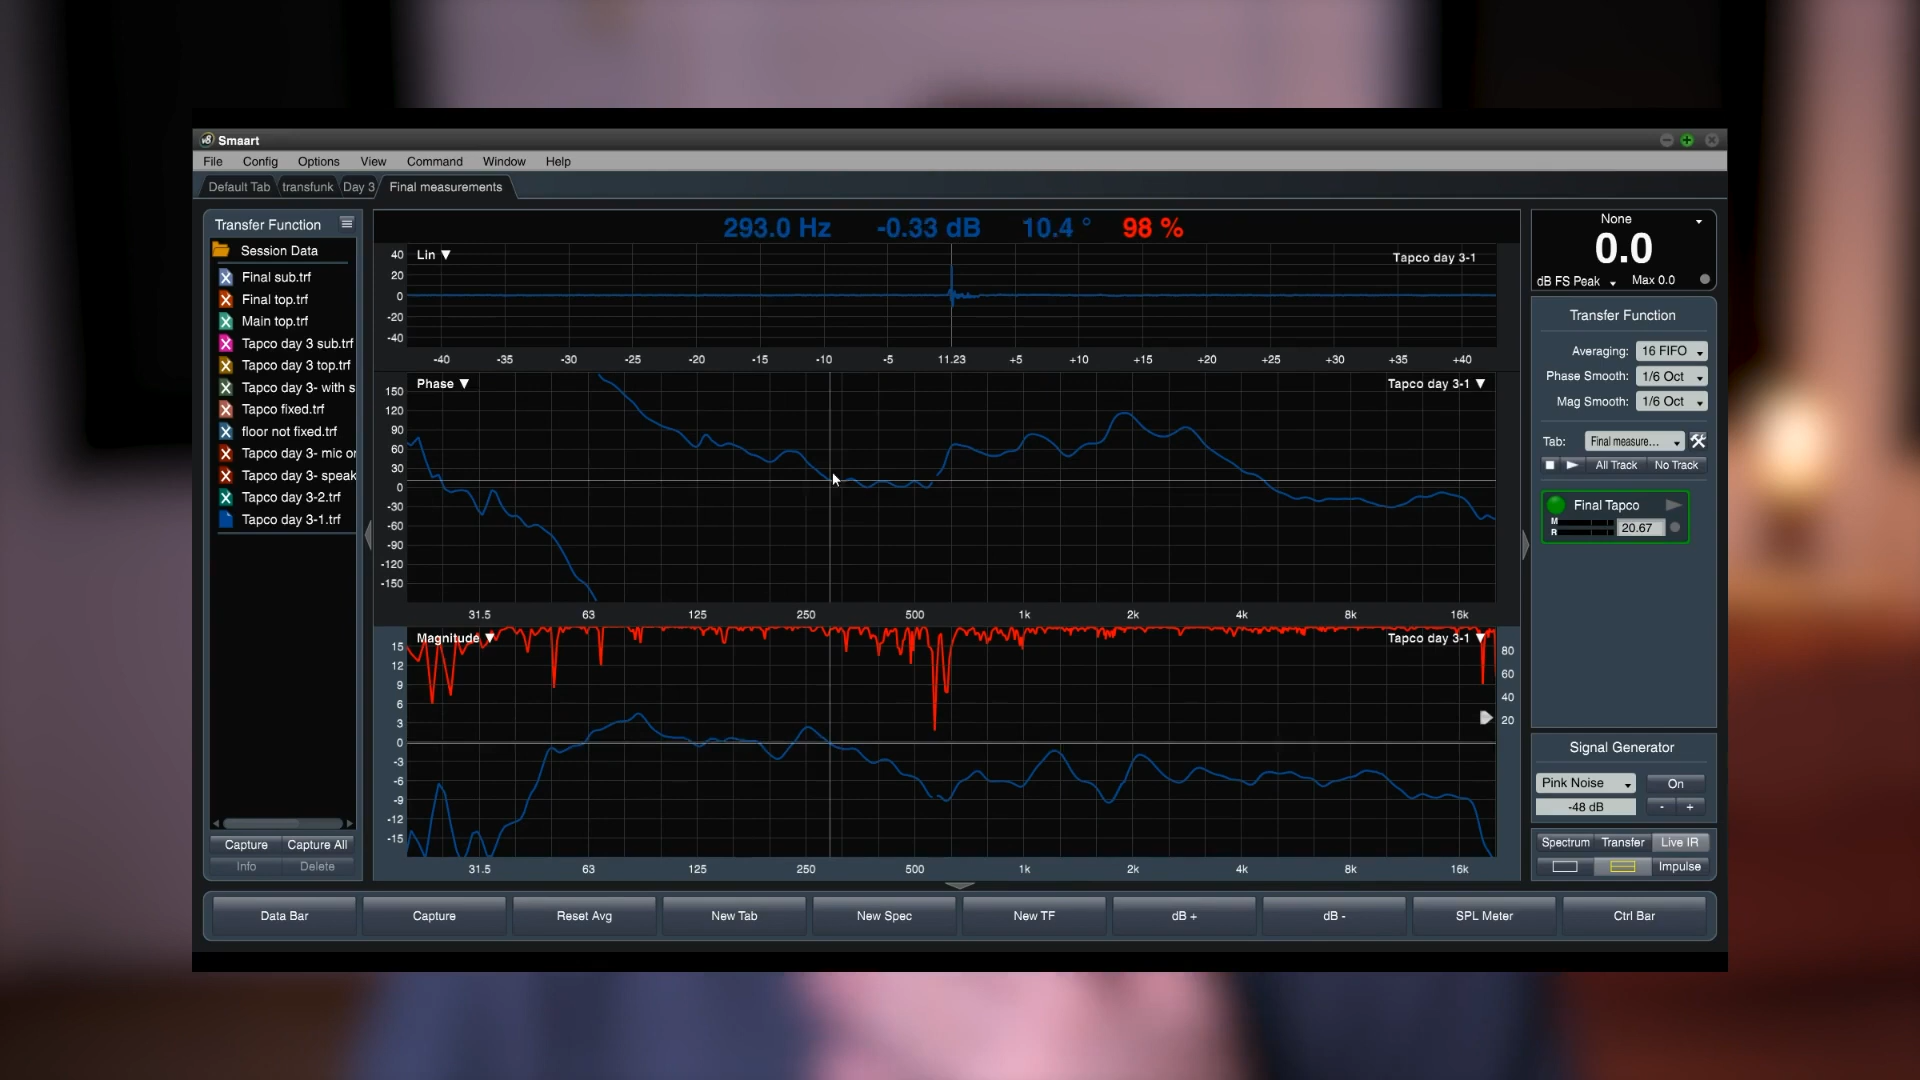 v8 Smaart
File Config Options View Command Window Help
Default Tab transfunk Day 3 Final measurements
Transfer Function
Session Data
Final sub.trf
Final top.trf
Main top.trf
Tapco day 3 sub.trf
Tapco day 3 top.trf
Tapco day 3- with s
Tapco fixed.trf
floor not fixed.trf
Tapco day 3- mic or
Tapco day 3- speak
Tapco day 3-2.trf
Tapco day 3-1.trf
Capture Capture All
Info Delete
293.0 Hz -0.33 dB 10.4 ° 98 %
Lin Tapco day 3-1
40
20
0
-20
-40
-40 -35 -30 -25 -20 -15 -10 -5 11.23 +5 +10 +15 +20 +25 +30 +35 +40
Phase Tapco day 3-1
150
120
90
60
30
0
-30
-60
-90
-120
-150
31.5 63 125 250 500 1k 2k 4k 8k 16k
Magnitude Tapco day 3-1
15
12
9
6
3
0
-3
-6
-9
-12
-15
80
60
40
20
31.5 63 125 250 500 1k 2k 4k 8k 16k
None
0.0
dB FS Peak Max 0.0
Transfer Function
Averaging: 16 FIFO
Phase Smooth: 1/6 Oct
Mag Smooth: 1/6 Oct
Tab: Final measure...
All Track No Track
Final Tapco
M
R
20.67
Signal Generator
Pink Noise On
-48 dB - +
Spectrum Transfer Live IR
Impulse
Data Bar Capture Reset Avg New Tab New Spec New TF dB + dB - SPL Meter Ctrl Bar